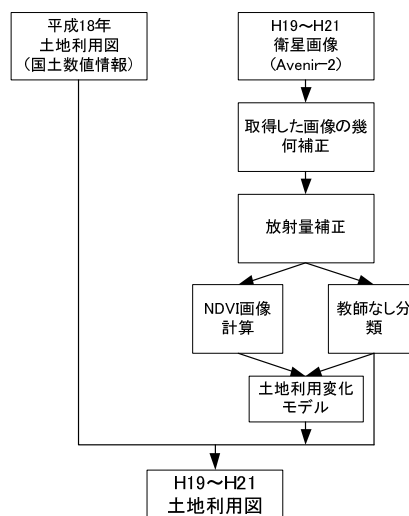 平成18年
土地利用図
（国土数値情報）
H19～H21
衛星画像
（Avenir-2）
取得した画像の幾
何補正
放射量補正
NDVI画像
計算
教師なし分
類
土地利用変化
モデル
H19～H21
土地利用図